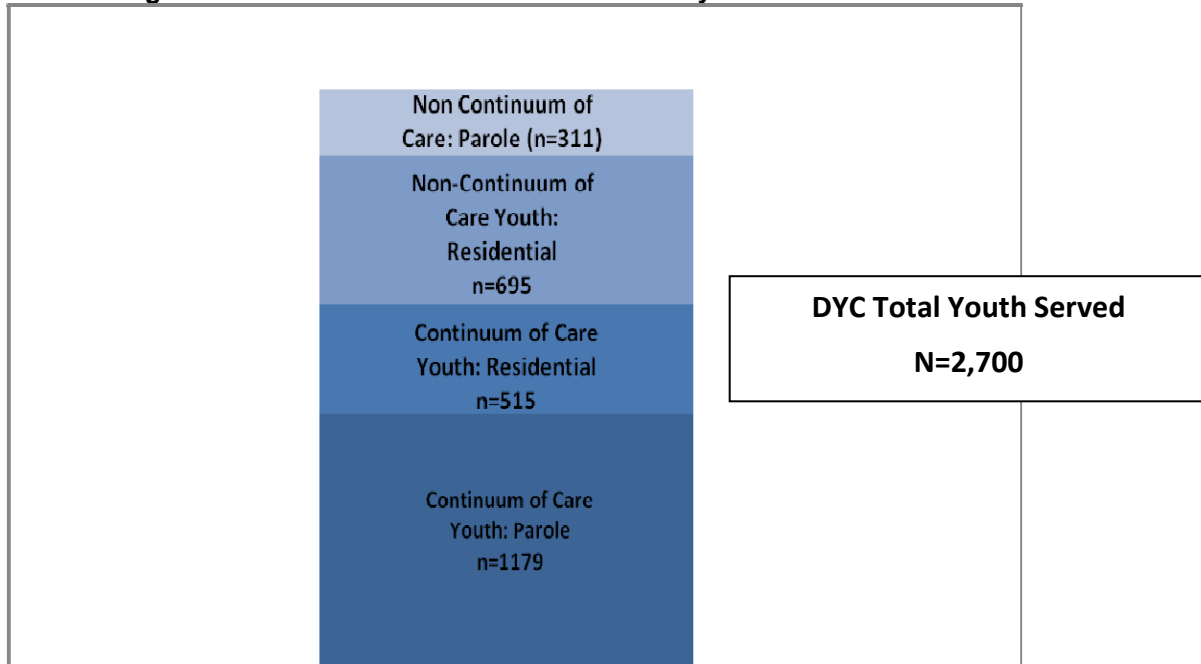 Non Continuum of
Care: Parole (n=311)
Non-Continuum of
Care Youth:
Residential
n=695
Continuum of Care
Youth: Residential
n=515
Continuum of Care
Youth: Parole
n=1179
DYC Total Youth Served
N=2,700